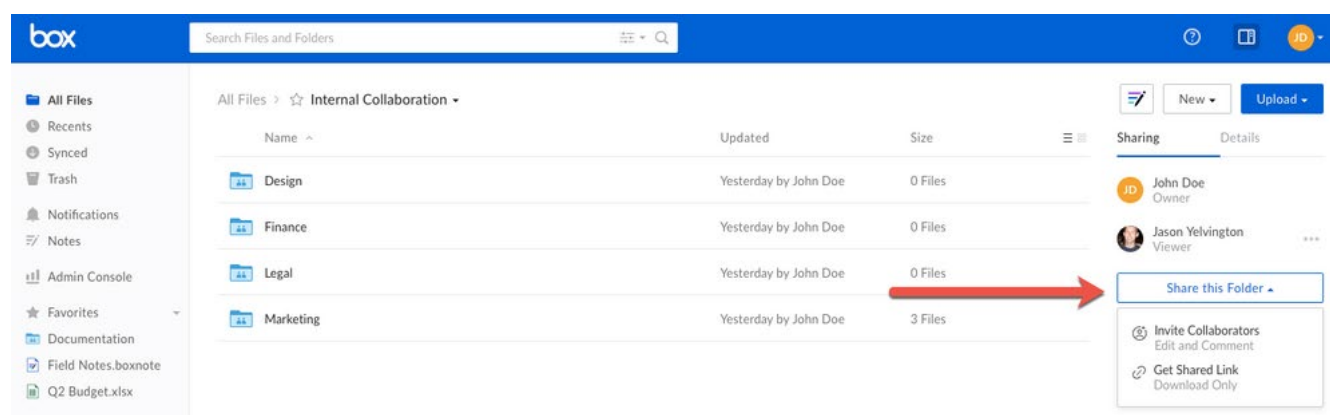 box
Search Files and Folders
JD
All Files
Recents
Synced
Trash
Notifications
Notes
Admin Console
Favorites
Documentation
Field Notes.boxnote
Q2 Budget.xlsx
All Files > Internal Collaboration
Name Updated Size
Design Yesterday by John Doe 0 Files
Finance Yesterday by John Doe 0 Files
Legal Yesterday by John Doe 0 Files
Marketing Yesterday by John Doe 3 Files
New Upload
Sharing Details
JD John Doe
Owner
Jason Yelvington
Viewer
Share this Folder
Invite Collaborators
Edit and Comment
Get Shared Link
Download Only